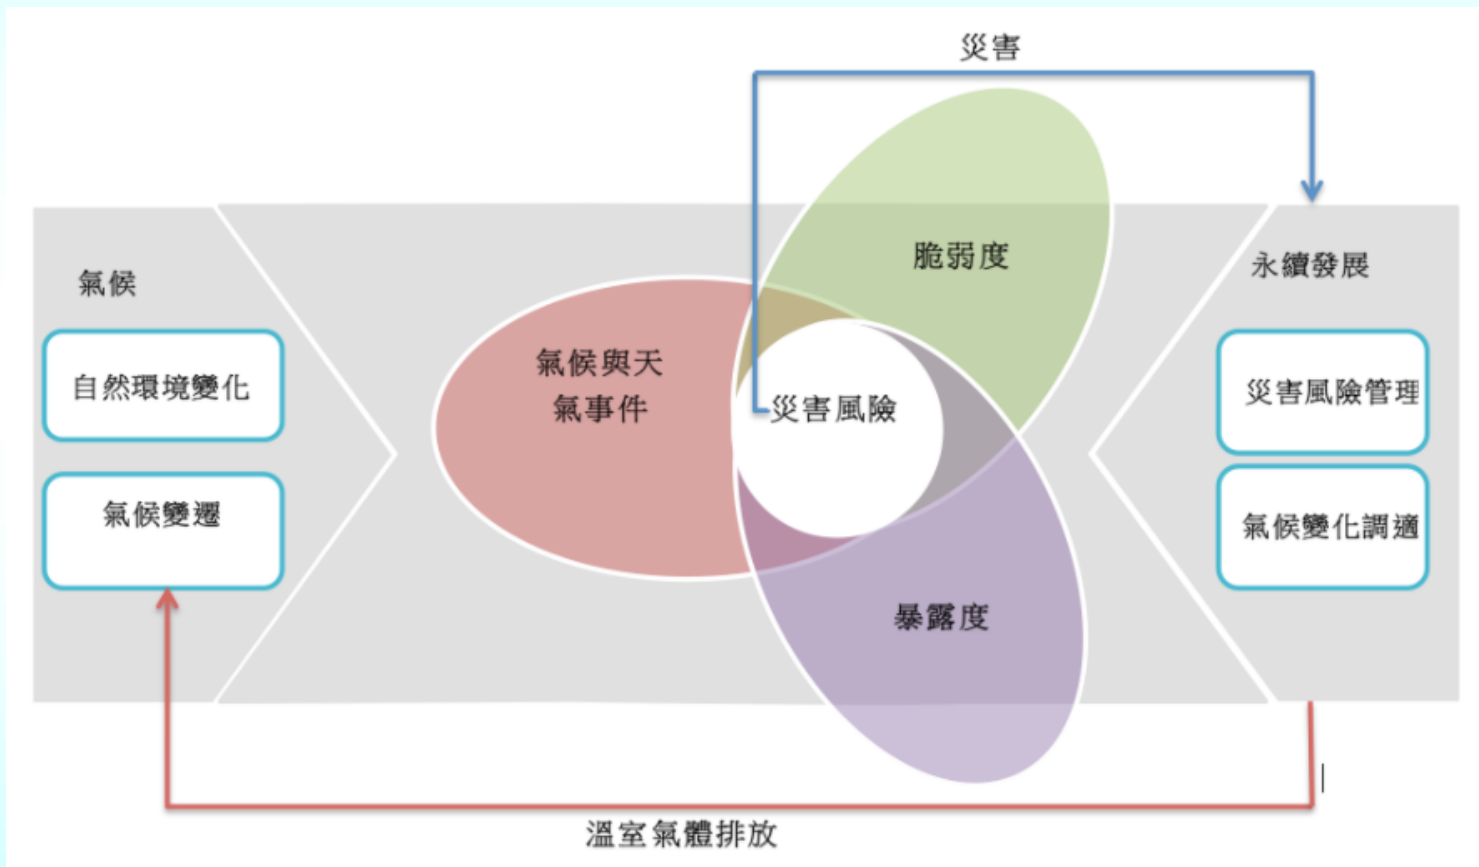 災害
脆弱度
氣候
永續發展
氣候與天
氣事件
自然環境變化
災害風險
災害風險管理
氣候變遷
氣候變化調適
暴露度
溫室氣體排放